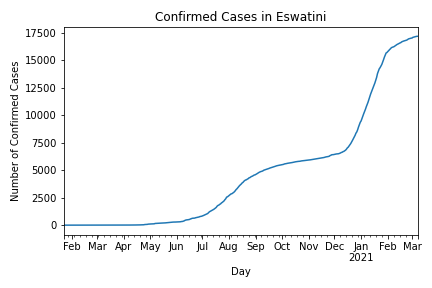 Confirmed Cases in Eswatini
Number of Confirmed Cases
17500
15000
12500
10000
7500
5000
2500
0
Feb Mar Apr May Jun Jul Aug Sep Oct Nov Dec Jan Feb Mar
2021
Day